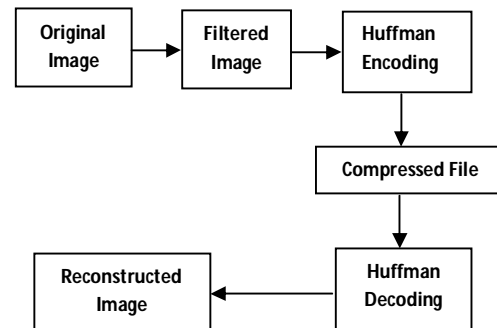 Original
Image
Filtered
Image
Huffman
Encoding
Compressed File
Huffman
Decoding
Reconstructed
Image